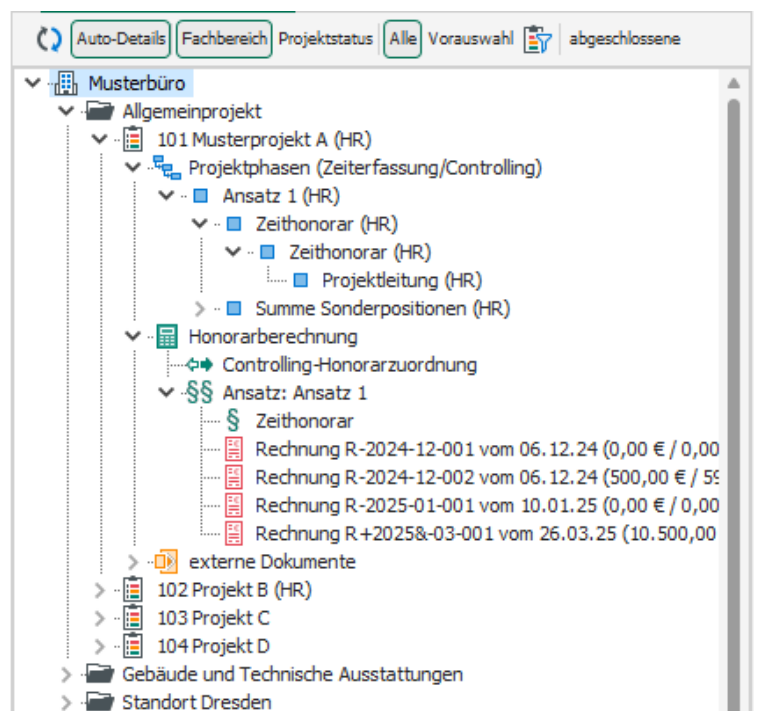 Auto-Details Fachbereich Projektstatus Alle Vorauswahl abgeschlossene
Musterbüro
Allgemeinprojekt
101 Musterprojekt A (HR)
Projektphasen (Zeiterfassung/Controlling)
Ansatz 1 (HR)
Zeithonorar (HR)
Zeithonorar (HR)
Projektleitung (HR)
Summe Sonderpositionen (HR)
Honorarberechnung
Controlling-Honorarzuordnung
§§ Ansatz: Ansatz 1
§ Zeithonorar
Rechnung R-2024-12-001 vom 06.12.24 (0,00 € / 0,00
Rechnung R-2024-12-002 vom 06.12.24 (500,00 € / 59
Rechnung R-2025-01-001 vom 10.01.25 (0,00 € / 0,00
Rechnung R+2025&-03-001 vom 26.03.25 (10.500,00
externe Dokumente
102 Projekt B (HR)
103 Projekt C
104 Projekt D
Gebäude und Technische Ausstattungen
Standort Dresden